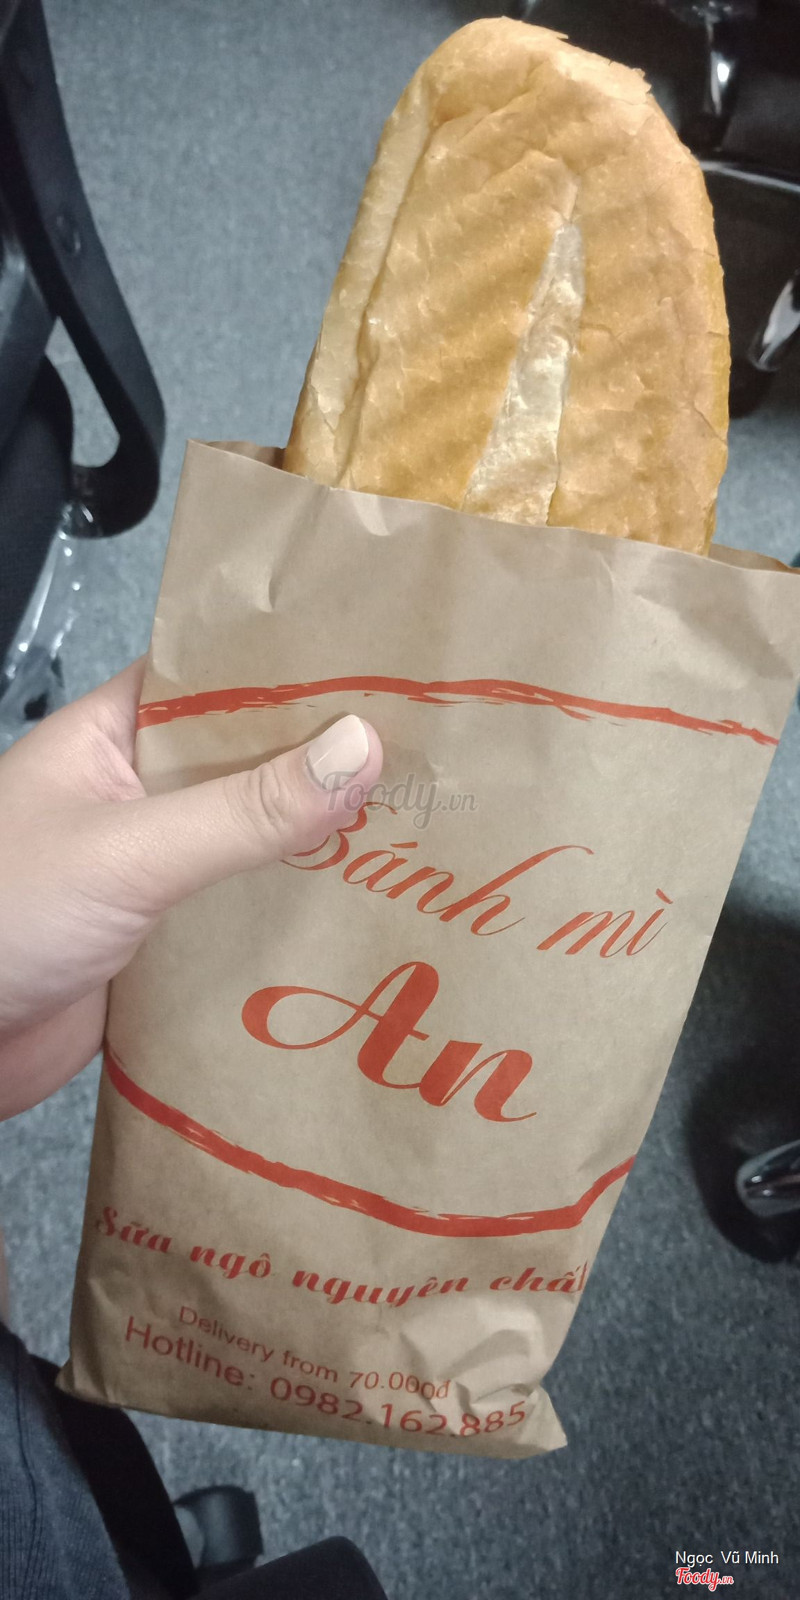 Foody.vn
Bánh mì
An
Sữa ngô nguyên chất
Delivery from 70.000đ
Hotline: 0982.162.885
Ngọc Vũ Minh
Foody.vn